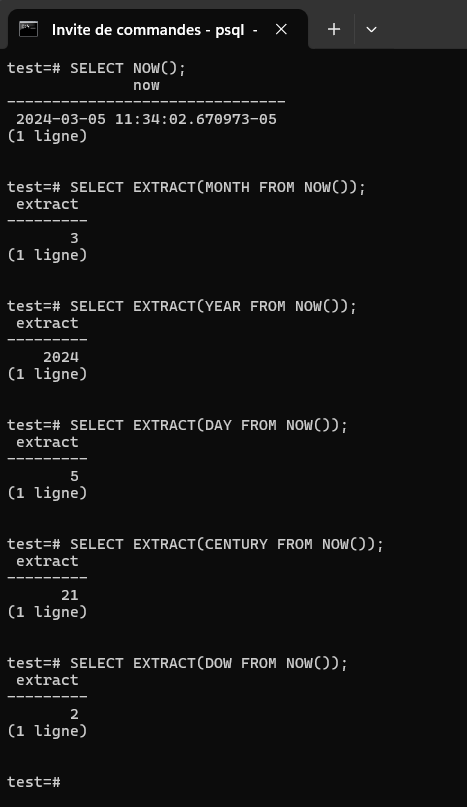 Invite de commandes - psql -
test=# SELECT NOW();
now
-------------------------------
2024-03-05 11:34:02.670973-05
(1 ligne)
test=# SELECT EXTRACT(MONTH FROM NOW());
extract
---------
3
(1 ligne)
test=# SELECT EXTRACT(YEAR FROM NOW());
extract
---------
2024
(1 ligne)
test=# SELECT EXTRACT(DAY FROM NOW());
extract
---------
5
(1 ligne)
test=# SELECT EXTRACT(CENTURY FROM NOW());
extract
---------
21
(1 ligne)
test=# SELECT EXTRACT(DOW FROM NOW());
extract
---------
2
(1 ligne)
test=#